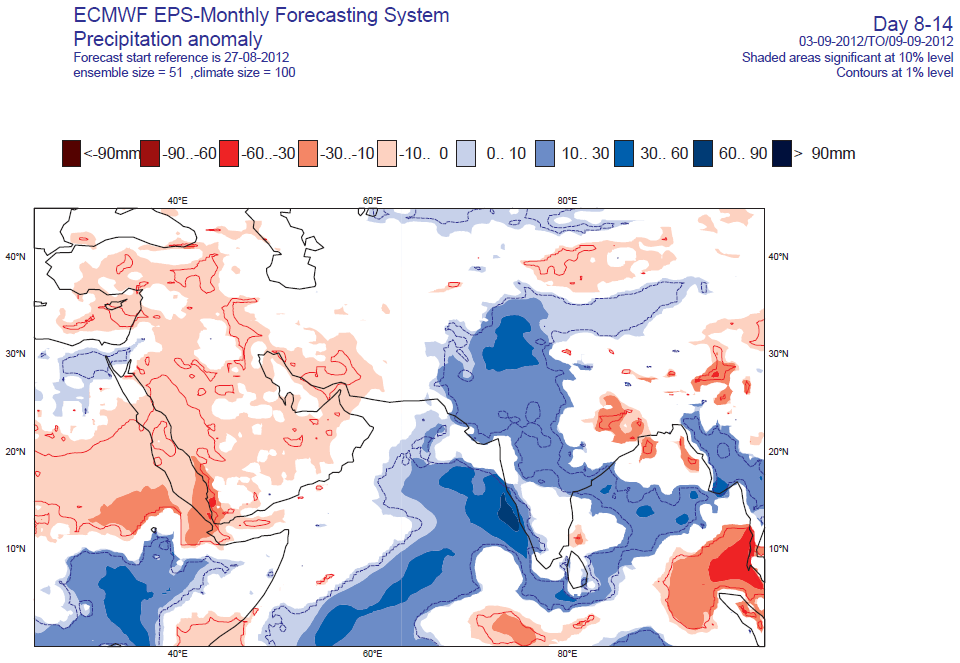 ECMWF EPS-Monthly Forecasting System
Precipitation anomaly
Forecast start reference is 27-08-2012
ensemble size = 51 ,climate size = 100
Day 8-14
03-09-2012/TO/09-09-2012
Shaded areas significant at 10% level
Contours at 1% level
<-90mm -90..-60 -60..-30 -30..-10 -10.. 0 0.. 10 10.. 30 30.. 60 60.. 90 > 90mm
40°E 60°E 80°E
40°N 40°N
30°N 30°N
20°N 20°N
10°N 10°N
40°E 60°E 80°E